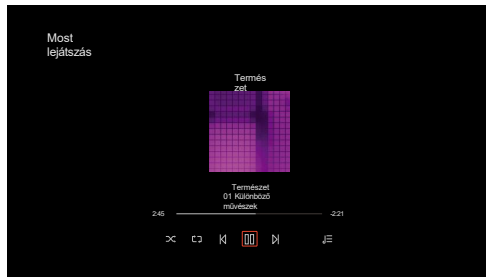 Most
lejátszás
Termés
zet
Természet
01 Különböző
művészek
2:45
-2:21